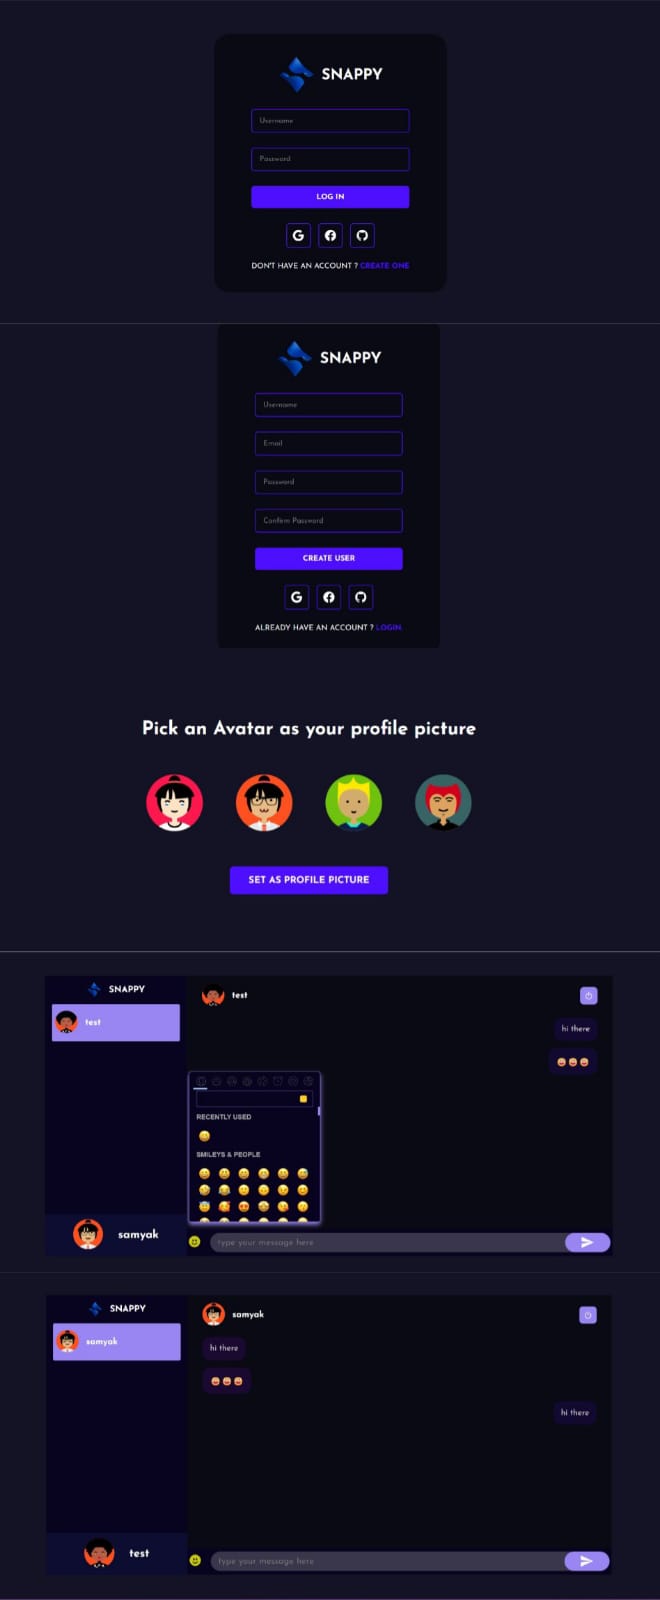 SNAPPY
Username
Password
LOG IN
DON'T HAVE AN ACCOUNT ? CREATE ONE
SNAPPY
Username
Email
Password
Confirm Password
CREATE USER
ALREADY HAVE AN ACCOUNT ? LOGIN
Pick an Avatar as your profile picture
SET AS PROFILE PICTURE
SNAPPY
test
test
hi there
RECENTLY USED
SMILEYS & PEOPLE
samyak
type your message here
SNAPPY
samyak
samyak
hi there
hi there
test
type your message here